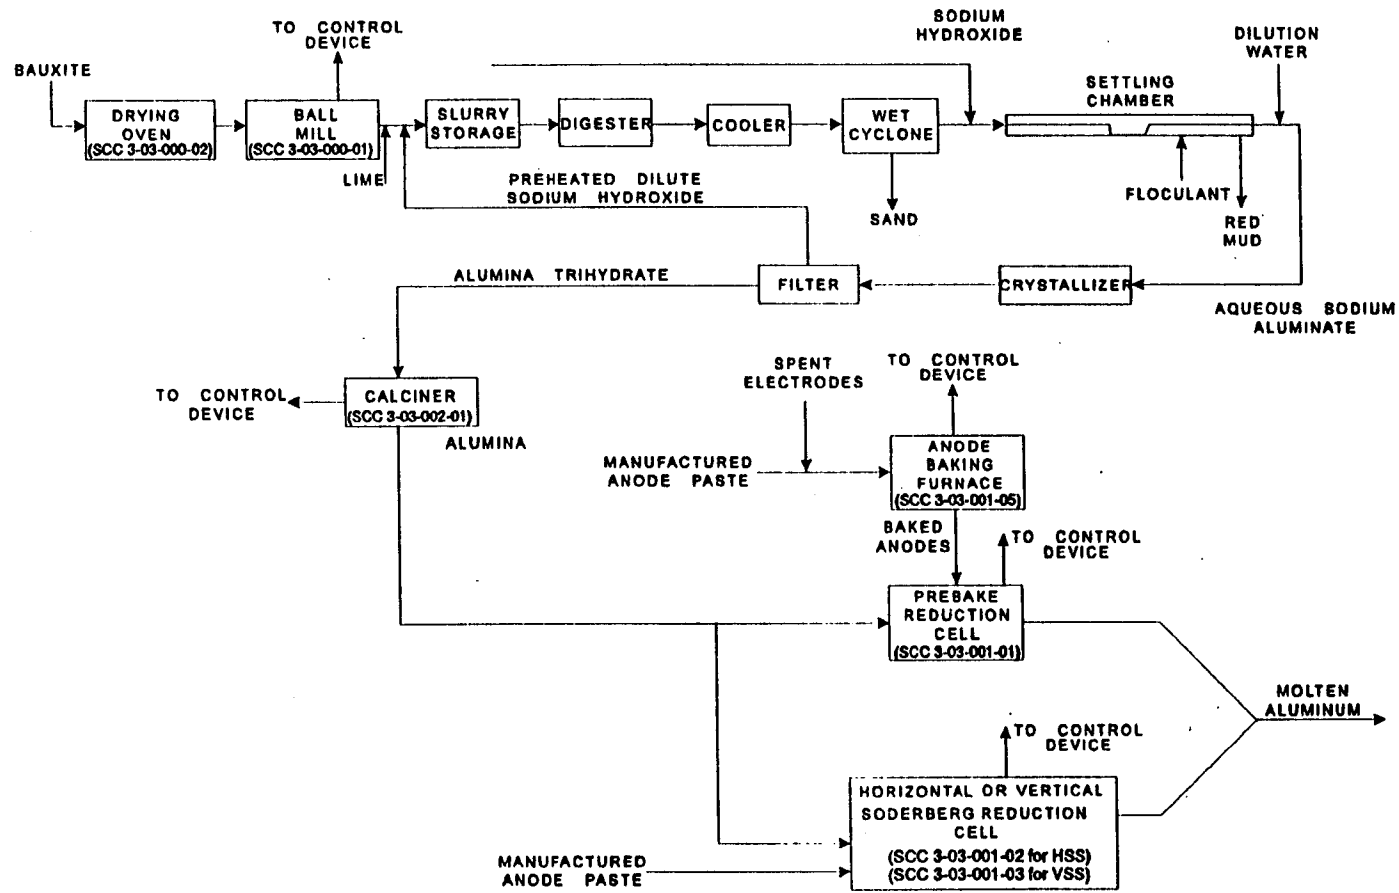 SODIUM
HYDROXIDE
TO CONTROL
DEVICE
DILUTION
WATER
BAUXITE
SETTLING
CHAMBER
DRYING
OVEN
(SCC 3-03-000-02)
BALL
MILL
(SCC 3-03-000-01)
SLURRY
STORAGE
DIGESTER
COOLER
WET
CYCLONE
LIME
PREHEATED DILUTE
SODIUM HYDROXIDE
SAND
FLOCULANT
RED
MUD
ALUMINA TRIHYDRATE
FILTER
CRYSTALLIZER
AQUEOUS SODIUM
ALUMINATE
TO CONTROL
DEVICE
CALCINER
(SCC 3-03-002-01)
ALUMINA
SPENT
ELECTRODES
TO CONTROL
DEVICE
MANUFACTURED
ANODE PASTE
ANODE
BAKING
FURNACE
(SCC 3-03-001-05)
BAKED
ANODES
TO CONTROL
DEVICE
PREBAKE
REDUCTION
CELL
(SCC 3-03-001-01)
MOLTEN
ALUMINUM
TO CONTROL
DEVICE
HORIZONTAL OR VERTICAL
SODERBERG REDUCTION
CELL
(SCC 3-03-001-02 for HSS)
(SCC 3-03-001-03 for VSS)
MANUFACTURED
ANODE PASTE